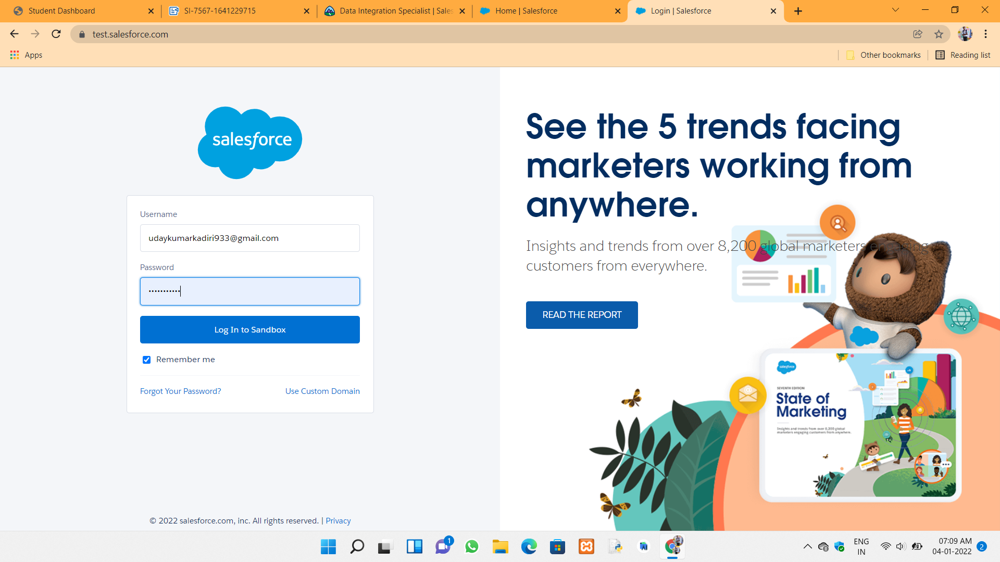 Student Dashboard
SI-7567-1641229715
Data Integration Specialist | Sales
Home | Salesforce
Login | Salesforce
test.salesforce.com
Apps
Other bookmarks
Reading list
salesforce
Username
udaykumarkadiri933@gmail.com
Password
Log In to Sandbox
Remember me
Forgot Your Password?
Use Custom Domain
© 2022 salesforce.com, inc. All rights reserved. | Privacy
See the 5 trends facing
marketers working from
anywhere.
Insights and trends from over 8,200 global marketers engaging
customers from everywhere.
READ THE REPORT
salesforce
SEVENTH EDITION
State of
Marketing
Insights and trends from over 8,200 global
marketers engaging customers from anywhere.
1
ENG
IN
07:09 AM
04-01-2022
2